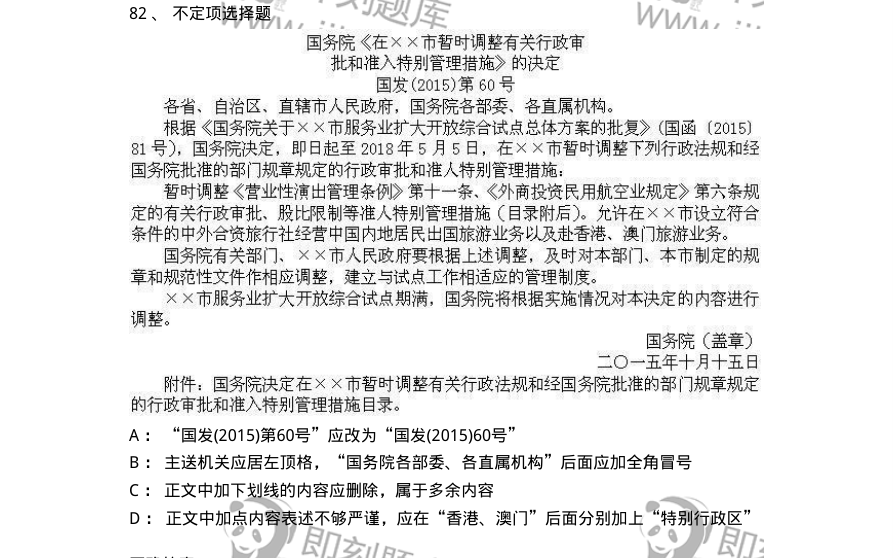 82 、 不定项选择题
国务院《在××市暂时调整有关行政审
批和准入特别管理措施》的决定
国发(2015)第 60 号
各省、自治区、直辖市人民政府，国务院各部委、各直属机构。
根据《国务院关于××市服务业扩大开放综合试点总体方案的批复》(国函〔2015〕
81 号)，国务院决定，即日起至 2018 年 5 月 5 日，在××市暂时调整下列行政法规和经
国务院批准的部门规章规定的行政审批和准人特别管理措施：
暂时调整《营业性演出管理条例》第十一条、《外商投资民用航空业规定》第六条规
定的有关行政审批、股比限制等准人特别管理措施（目录附后）。允许在××市设立符合
条件的中外合资旅行社经营中国内地居民出国旅游业务以及赴香港、澳门旅游业务。
国务院有关部门、××市人民政府要根据上述调整，及时对本部门、本市制定的规
章和规范性文件作相应调整，建立与试点工作相适应的管理制度。
××市服务业扩大开放综合试点期满，国务院将根据实施情况对本决定的内容进行
调整。
国务院（盖章）
二〇一五年十月十五日
附件：国务院决定在××市暂时调整有关行政法规和经国务院批准的部门规章规定
的行政审批和准入特别管理措施目录。
A： “国发(2015)第60号”应改为“国发(2015)60号”
B： 主送机关应居左顶格，“国务院各部委、各直属机构”后面应加全角冒号
C： 正文中加下划线的内容应删除，属于多余内容
D： 正文中加点内容表述不够严谨，应在“香港、澳门”后面分别加上“特别行政区”
即刻题